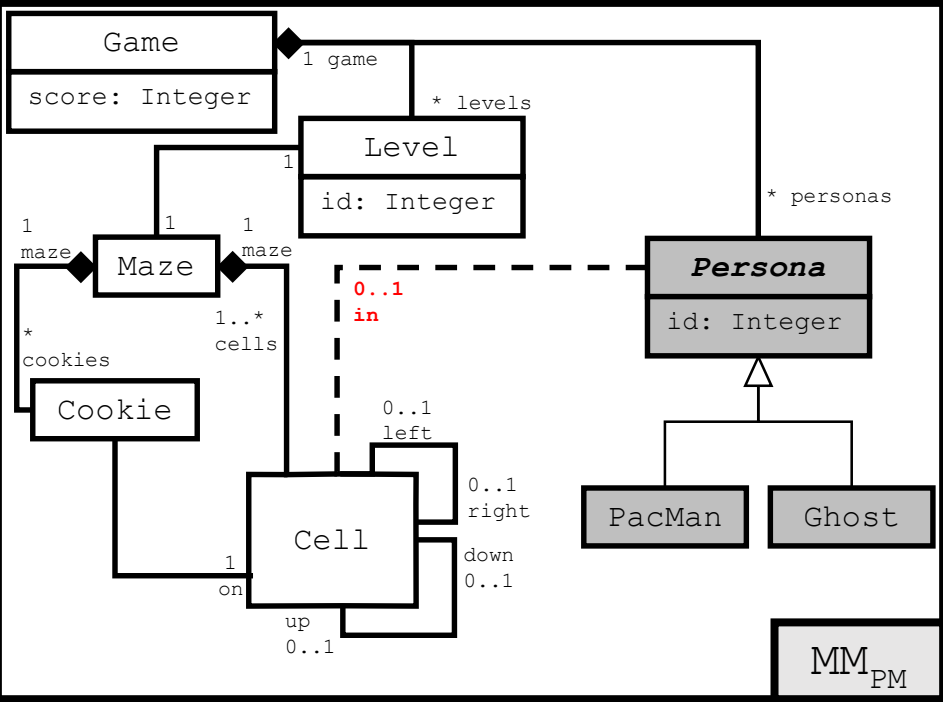 Game
score: Integer
1 game
* levels
Level
id: Integer
1
1
* personas
Persona
id: Integer
1
maze
Maze
1
maze
0..1
in
1..*
cells
*
cookies
Cookie
0..1
left
0..1
right
Cell
down
0..1
1
on
up
0..1
PacMan
Ghost
MM_PM